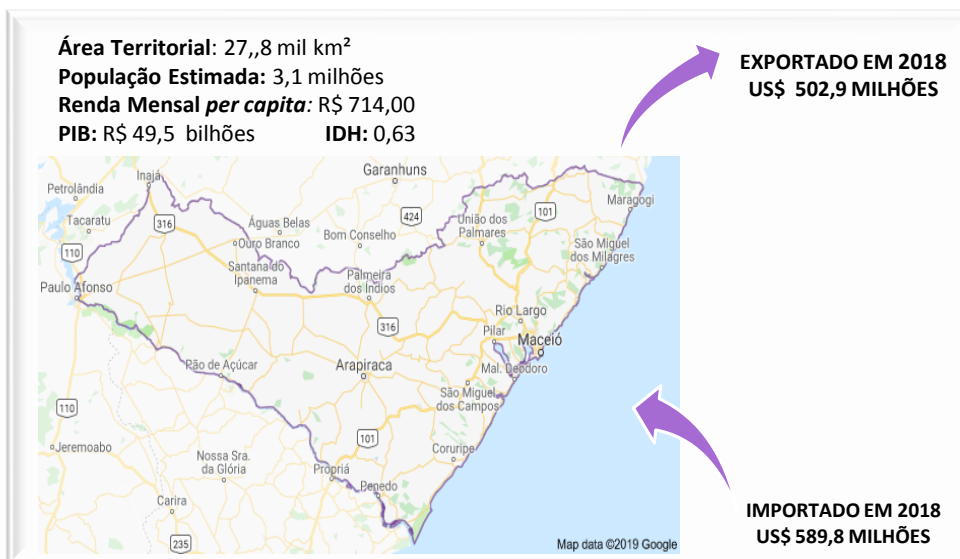 Área Territorial: 27,,8 mil km²
População Estimada: 3,1 milhões
Renda Mensal per capita: R$ 714,00
PIB: R$ 49,5 bilhões IDH: 0,63
EXPORTADO EM 2018
US$ 502,9 MILHÕES
Garanhuns
Inajá
Petrolândia
Maragogi
424
101
Tacaratu
316
Águas Belas
União dos
Palmares
Bom Conselho
Ouro Branco
110
São Miguel
dos Milagres
Santana do
Ipanema
Palmeira
dos Índios
Paulo Afonso
Rio Largo
316
Pilar
Maceió
Pão de Açúcar
Arapiraca
Mal. Deodoro
São Miguel
dos Campos
110
101
Jeremoabo
Coruripe
Nossa Sra.
da Glória
Propriá
Penedo
Carira
235
Map data ©2019 Google
IMPORTADO EM 2018
US$ 589,8 MILHÕES